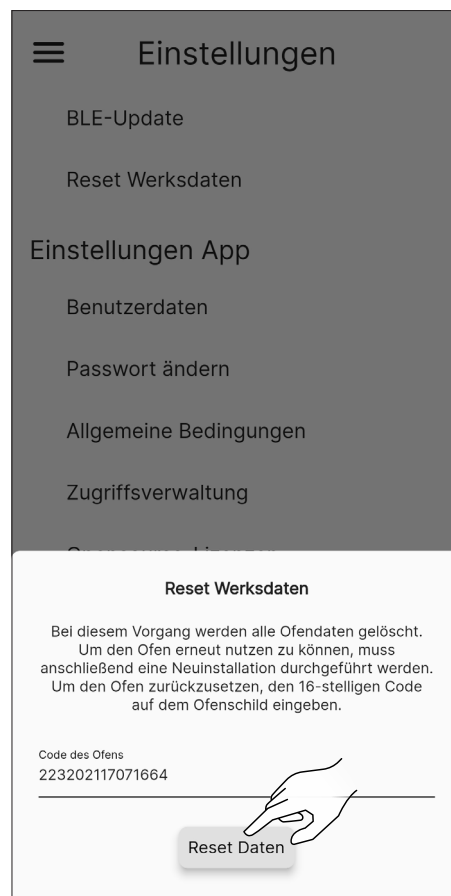 Einstellungen
BLE-Update
Reset Werksdaten
Einstellungen App
Benutzerdaten
Passwort ändern
Allgemeine Bedingungen
Zugriffsverwaltung
Reset Werksdaten
Bei diesem Vorgang werden alle Ofendaten gelöscht.
Um den Ofen erneut nutzen zu können, muss
anschließend eine Neuinstallation durchgeführt werden.
Um den Ofen zurückzusetzen, den 16-stelligen Code
auf dem Ofenschild eingeben.
Code des Ofens
223202117071664
Reset Daten